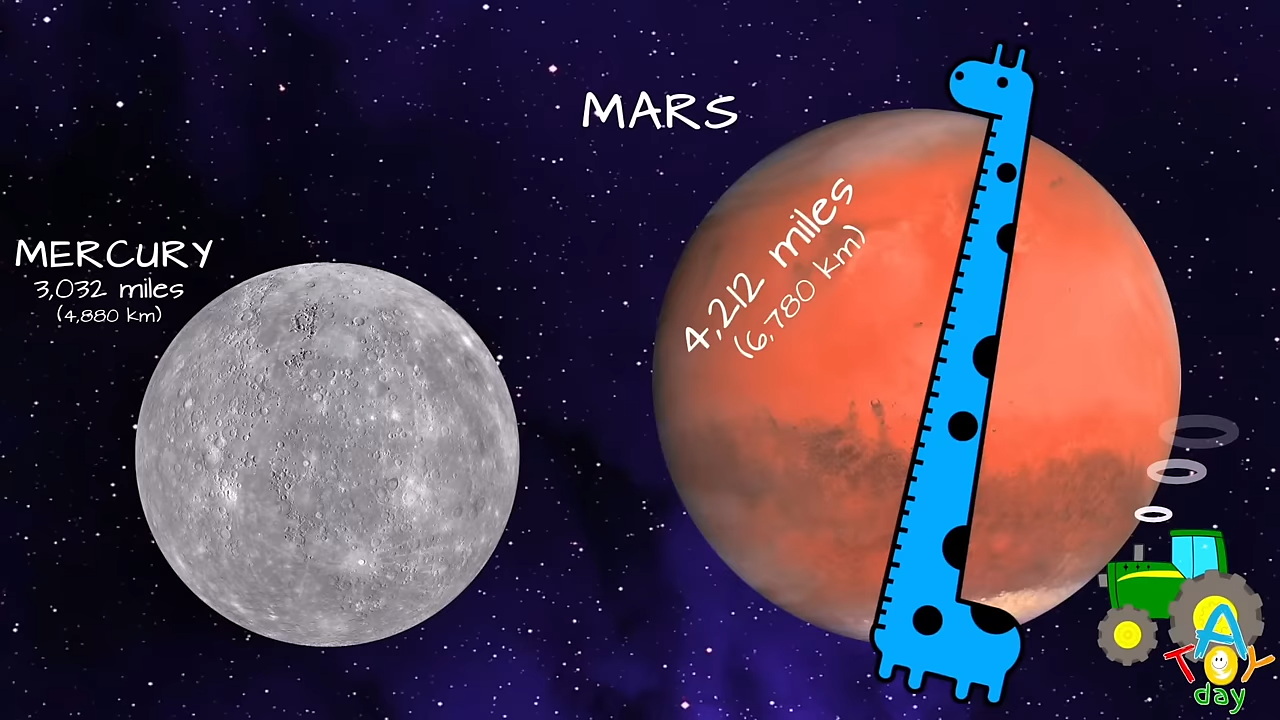 MARS
4,212 miles
(6,780 km)
MERCURY
3,032 miles
(4,880 km)
A
TOY
day